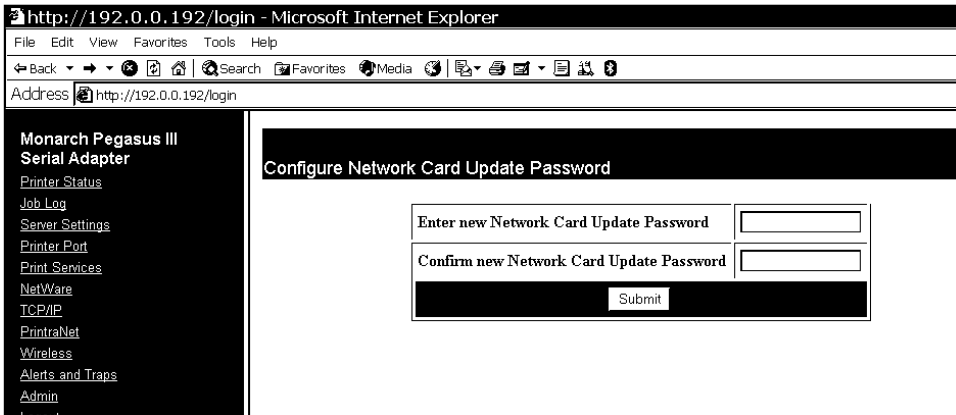 http://192.0.0.192/login - Microsoft Internet Explorer
File Edit View Favorites Tools Help
Back Search Favorites Media
Address http://192.0.0.192/login
Monarch Pegasus III
Serial Adapter
Printer Status
Job Log
Server Settings
Printer Port
Print Services
NetWare
TCP/IP
PrintraNet
Wireless
Alerts and Traps
Admin
Configure Network Card Update Password
Enter new Network Card Update Password
Confirm new Network Card Update Password
Submit